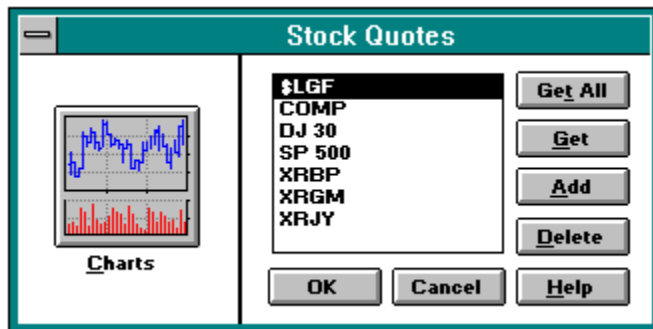 Stock Quotes
$LGF
COMP
DJ 30
SP 500
XRBP
XRGM
XRJY
Get All
Get
Add
Delete
Charts
OK
Cancel
Help